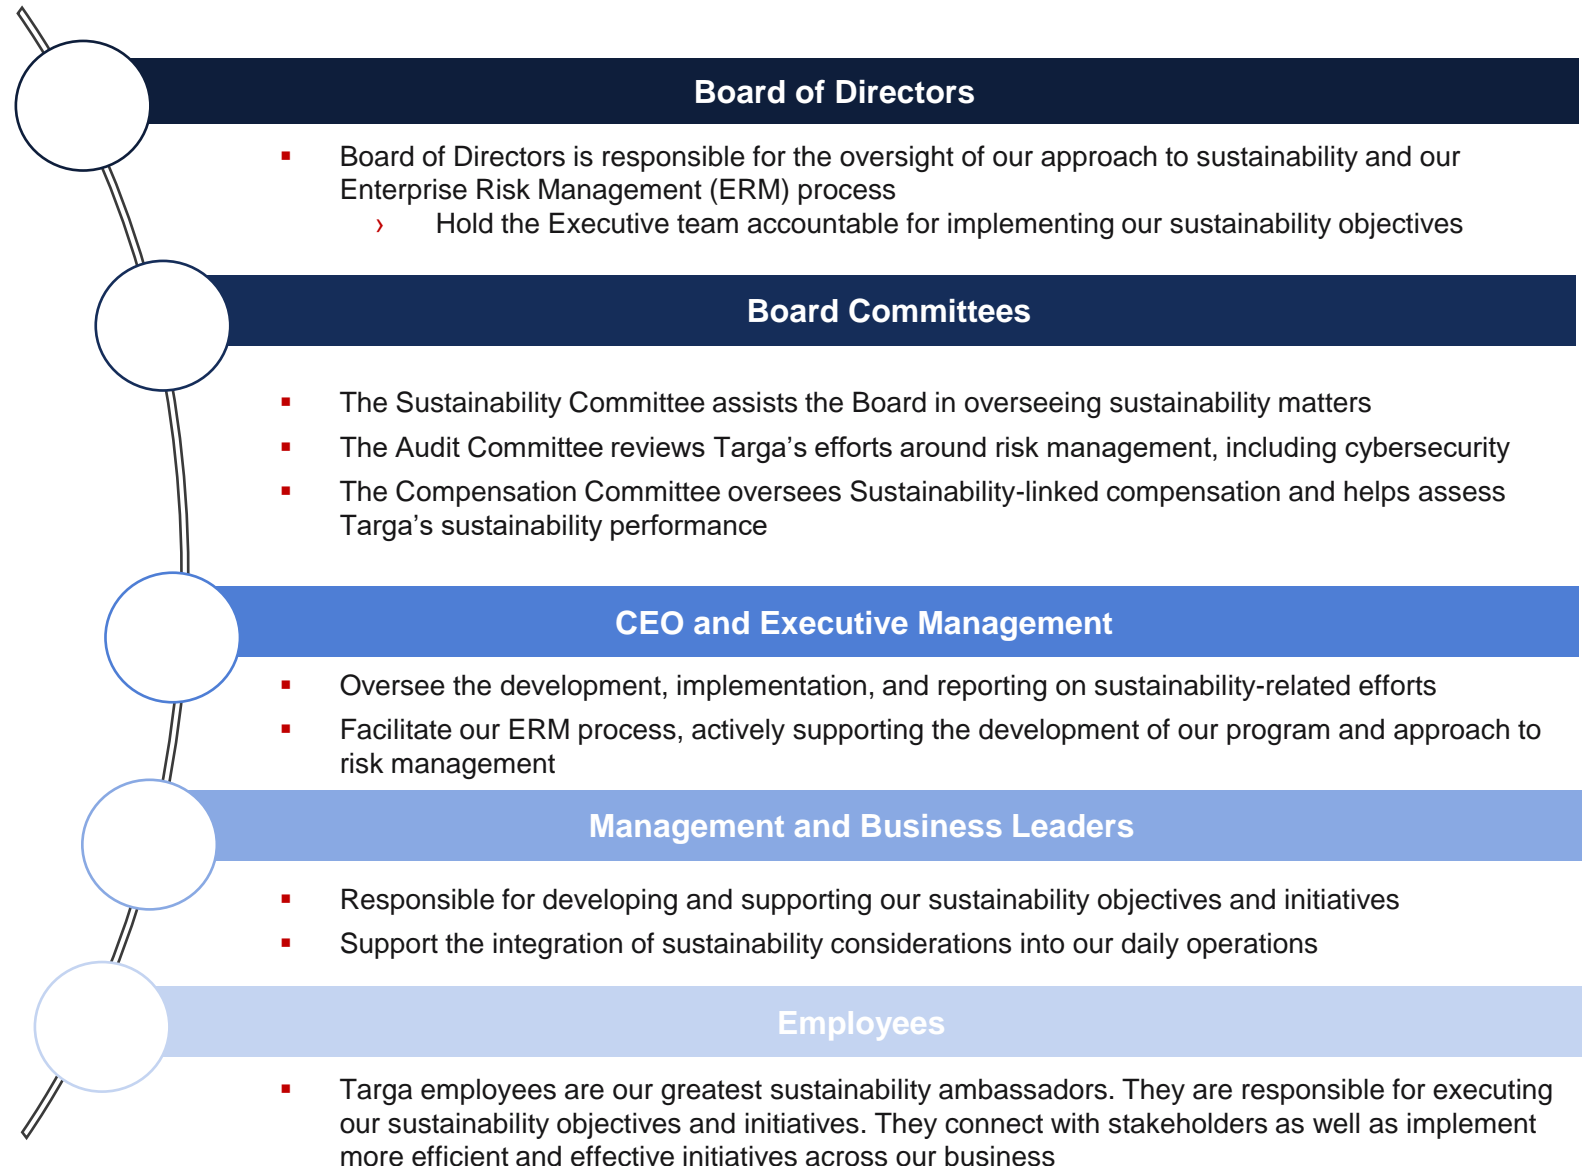 Board of Directors
▪ Board of Directors is responsible for the oversight of our approach to sustainability and our
Enterprise Risk Management (ERM) process
› Hold the Executive team accountable for implementing our sustainability objectives
Board Committees
▪ The Sustainability Committee assists the Board in overseeing sustainability matters
▪ The Audit Committee reviews Targa’s efforts around risk management, including cybersecurity
▪ The Compensation Committee oversees Sustainability-linked compensation and helps assess
Targa’s sustainability performance
CEO and Executive Management
▪ Oversee the development, implementation, and reporting on sustainability-related efforts
▪ Facilitate our ERM process, actively supporting the development of our program and approach to
risk management
Management and Business Leaders
▪ Responsible for developing and supporting our sustainability objectives and initiatives
▪ Support the integration of sustainability considerations into our daily operations
Employees
▪ Targa employees are our greatest sustainability ambassadors. They are responsible for executing
our sustainability objectives and initiatives. They connect with stakeholders as well as implement
more efficient and effective initiatives across our business